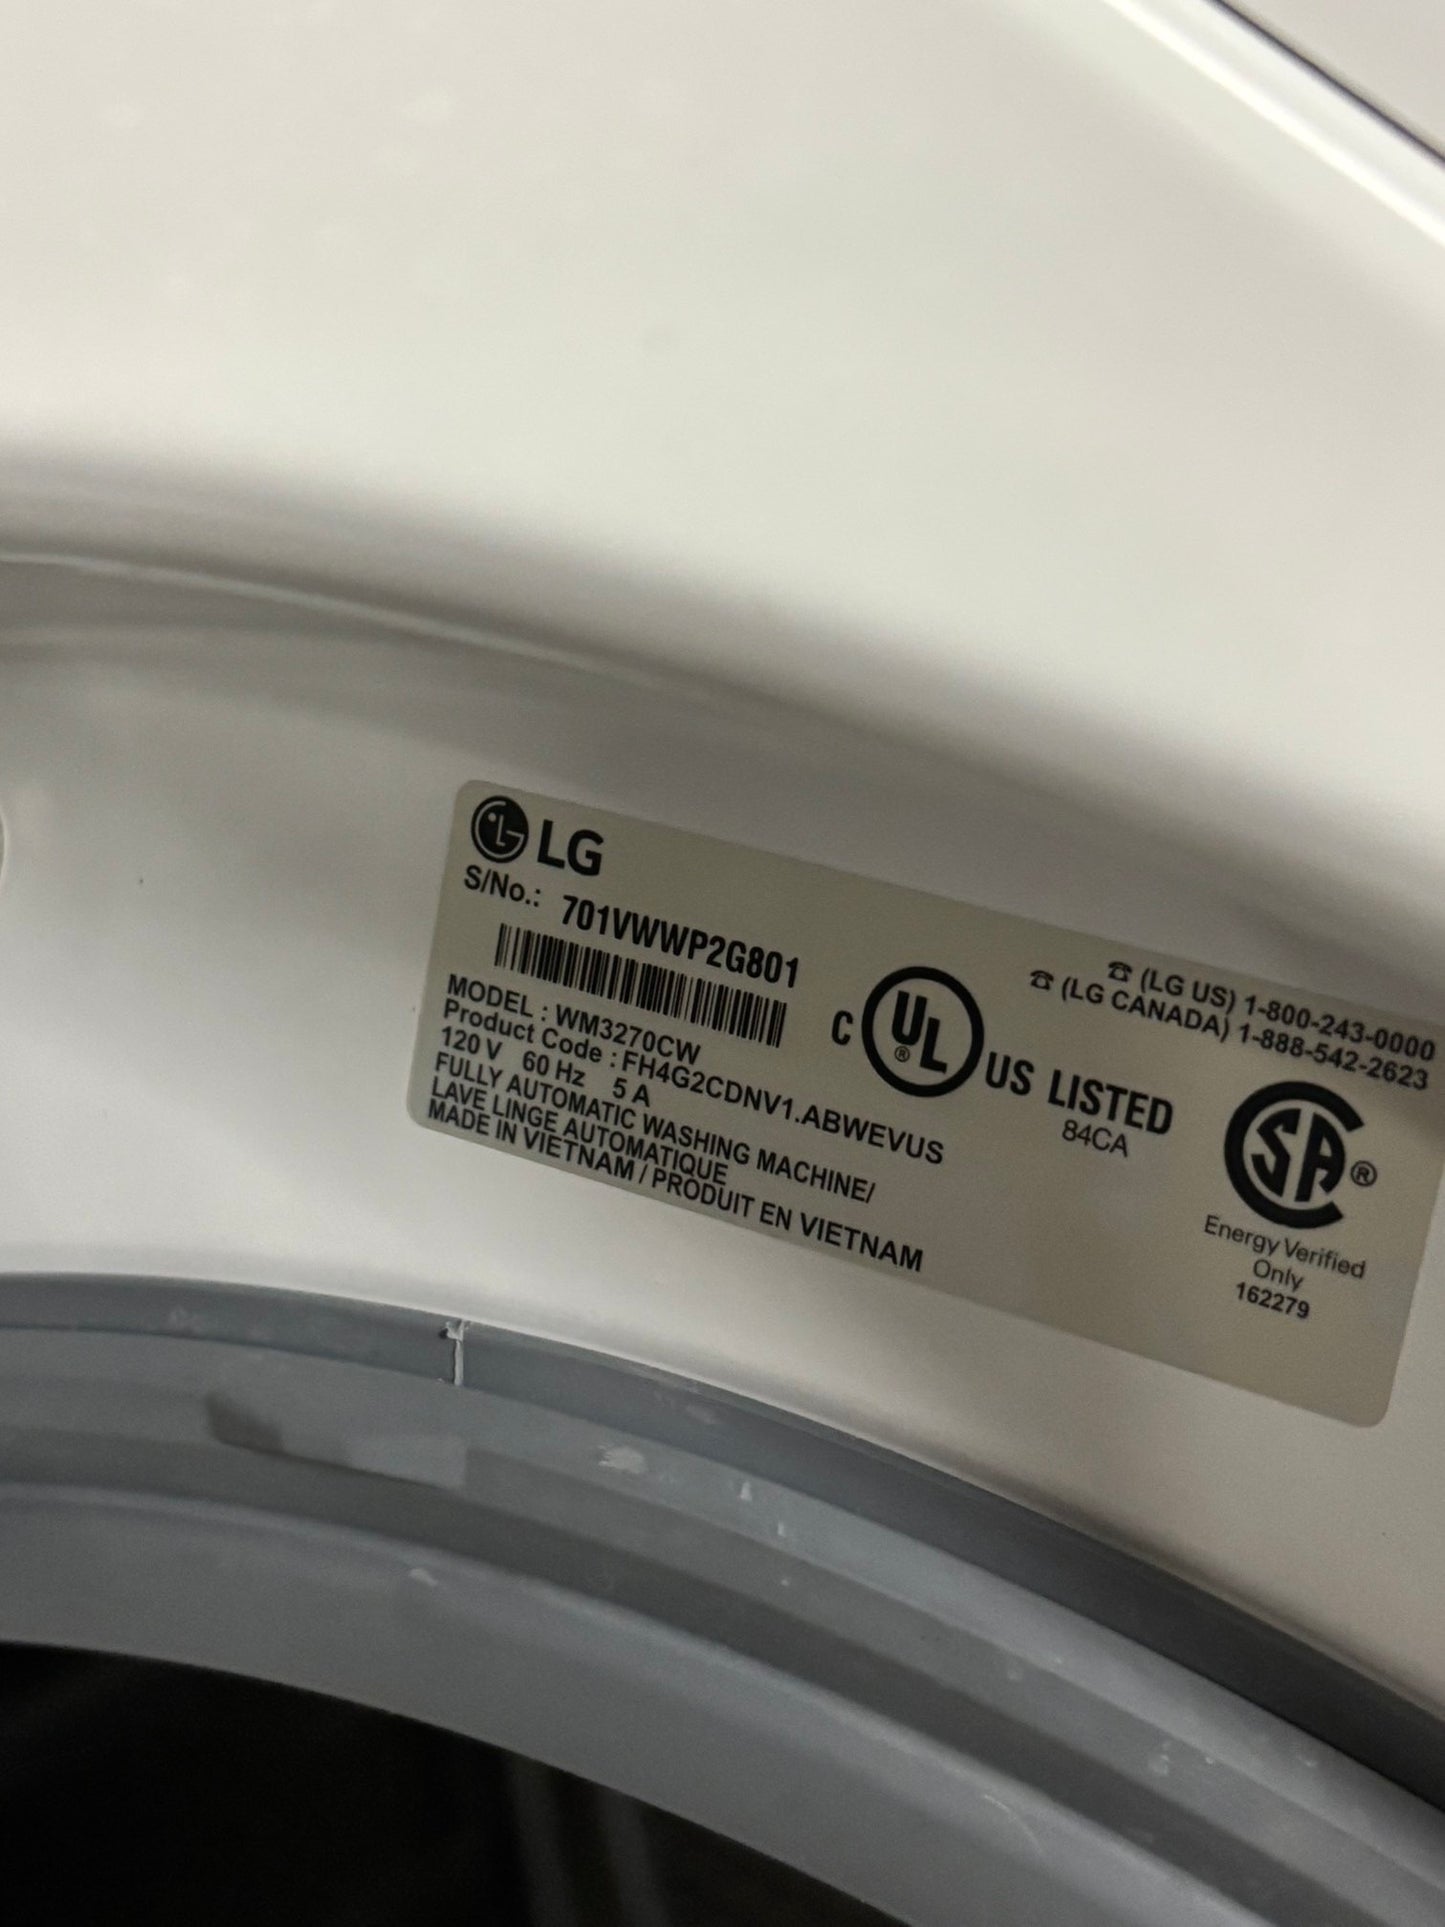 LG
S/No.: 701VWWP2G801
MODEL : WM3270CW
Product Code : FH4G2CDNV1.ABWEVUS
120 V 60 Hz 5 A
FULLY AUTOMATIC WASHING MACHINE/
LAVE LINGE AUTOMATIQUE
MADE IN VIETNAM / PRODUIT EN VIETNAM
C UL ® US LISTED
84CA
☎ (LG US) 1-800-243-0000
☎ (LG CANADA) 1-888-542-2623
SA ®
Energy Verified
Only
162279